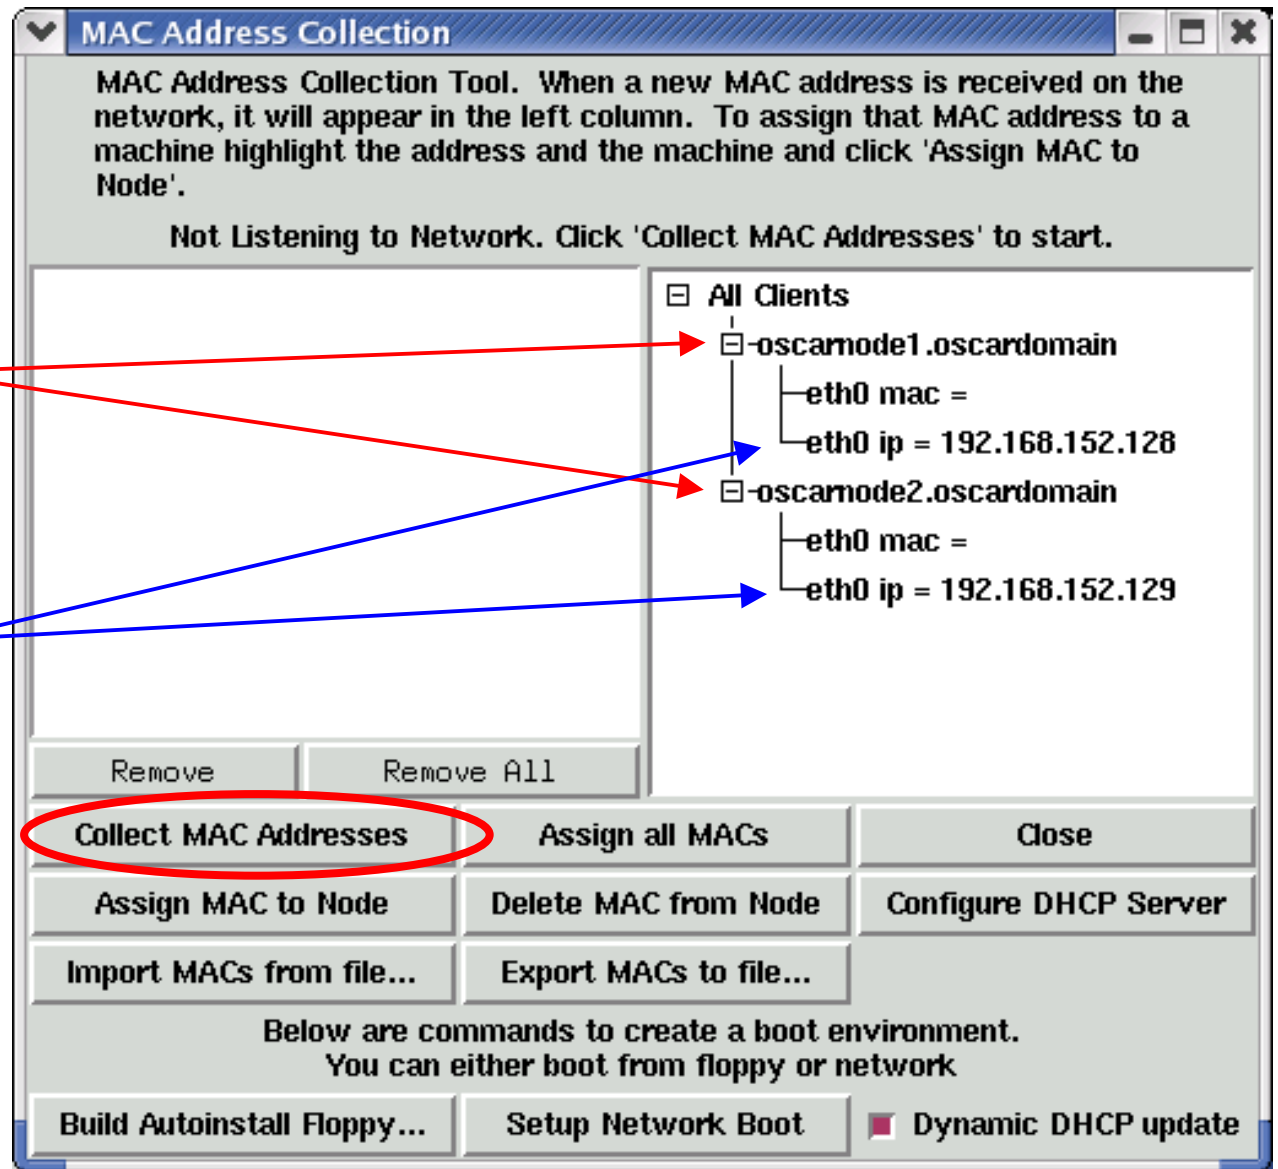 MAC Address Collection
MAC Address Collection Tool. When a new MAC address is received on the
network, it will appear in the left column. To assign that MAC address to a
machine highlight the address and the machine and click 'Assign MAC to
Node'.
Not Listening to Network. Click 'Collect MAC Addresses' to start.
All Clients
oscarnode1.oscardomain
eth0 mac =
eth0 ip = 192.168.152.128
oscarnode2.oscardomain
eth0 mac =
eth0 ip = 192.168.152.129
Remove Remove All
Collect MAC Addresses Assign all MACs Close
Assign MAC to Node Delete MAC from Node Configure DHCP Server
Import MACs from file... Export MACs to file...
Below are commands to create a boot environment.
You can either boot from floppy or network
Build Autoinstall Floppy... Setup Network Boot Dynamic DHCP update